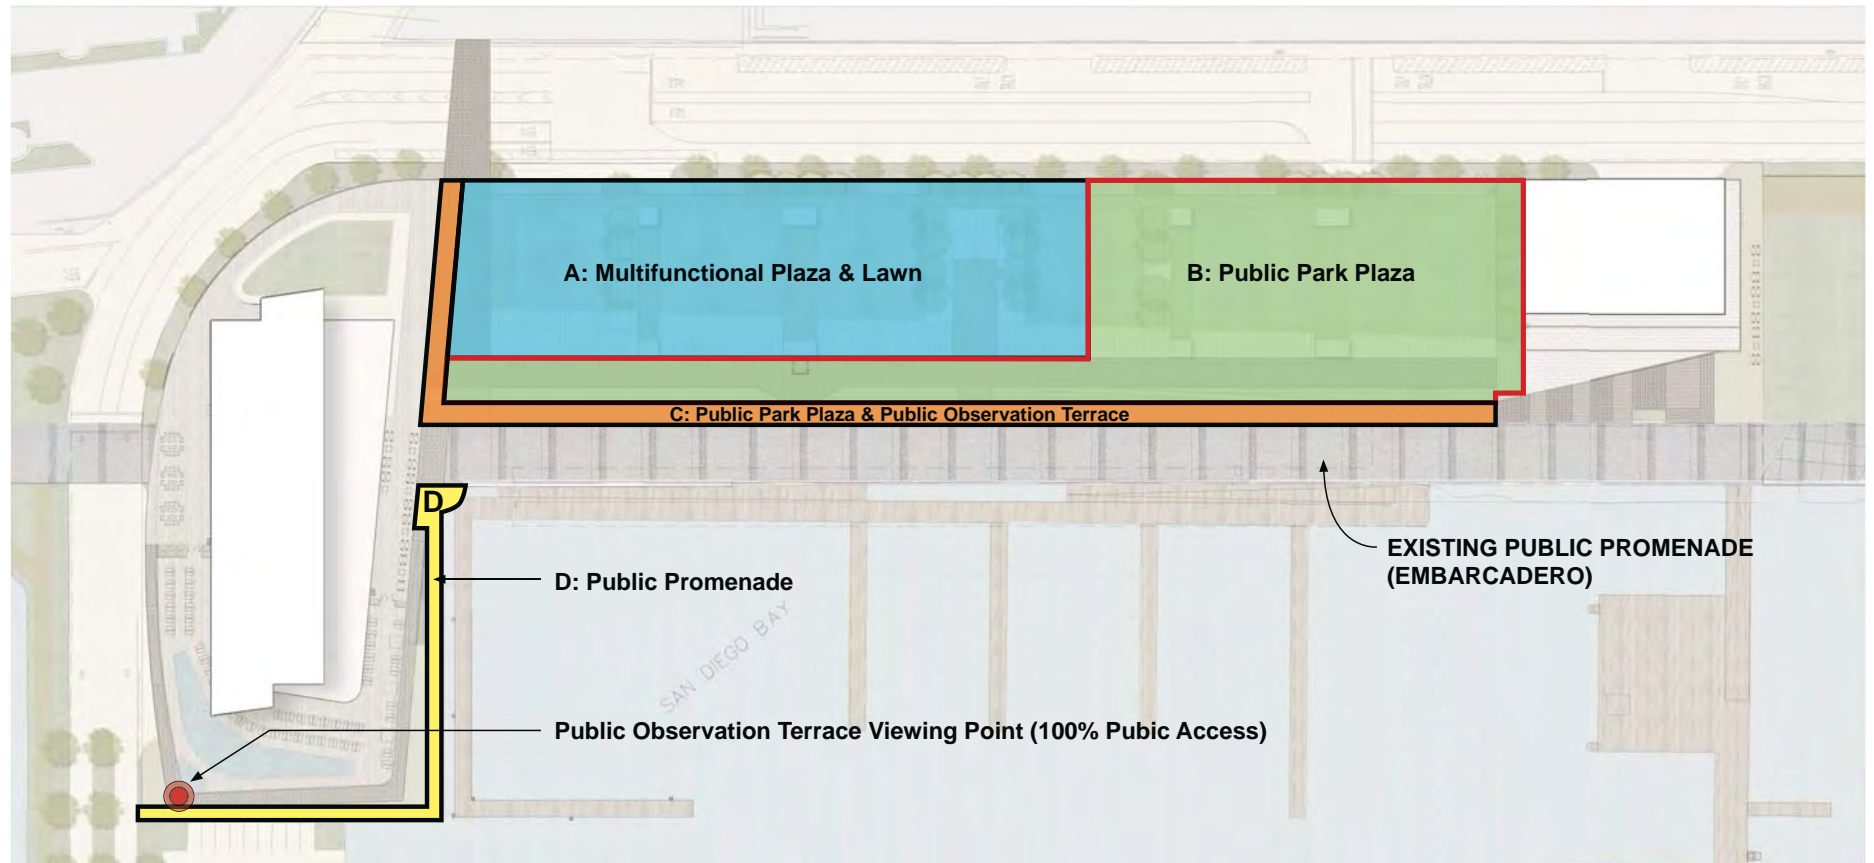 A: Multifunctional Plaza & Lawn
B: Public Park Plaza
C: Public Park Plaza & Public Observation Terrace
D
EXISTING PUBLIC PROMENADE
(EMBARCADERO)
D: Public Promenade
SAN DIEGO BAY
Public Observation Terrace Viewing Point (100% Pubic Access)